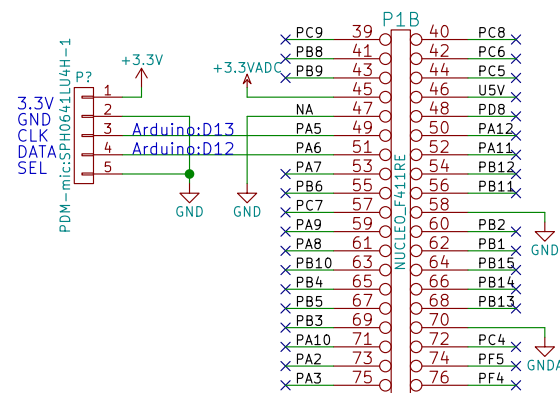 P1B
PC9 39 40 PC8
PB8 41 42 PC6
PB9 43 44 PC5
+3.3VADC 45 46 U5V
NA 47 48 PD8
PA5 49 50 PA12
PA6 51 52 PA11
PA7 53 54 PB12
PB6 55 56 PB11
PC7 57 58
PA9 59 60 PB2
PA8 61 62 PB1
PB10 63 64 PB15
PB4 65 66 PB14
PB5 67 68 PB13
PB3 69 70
PA10 71 72 PC4
PA2 73 74 PF5
PA3 75 76 PF4
NUCLEO_F411RE
GND
GNDA
PDM-mic:SPH0641LU4H-1
P?
+3.3V
3.3V 1
GND 2
CLK 3 Arduino:D13
DATA 4 Arduino:D12
SEL 5
GND
GND